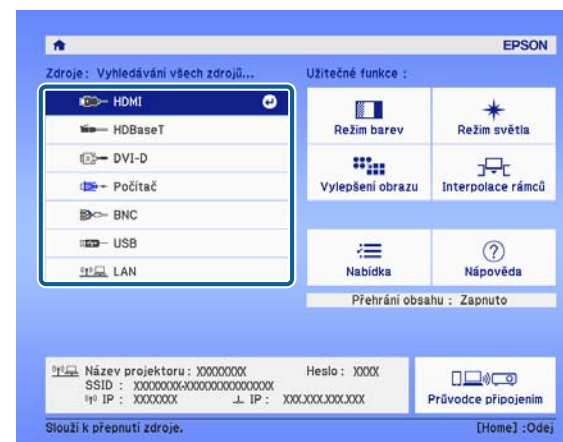 EPSON
Zdroje : Vyhledávání všech zdrojů...
HDMI
HDBaseT
DVI-D
Počítač
BNC
USB
LAN
Užitečné funkce :
Režim barev
Režim světla
Vylepšení obrazu
Interpolace rámců
Nabídka
Nápověda
Přehrání obsahu : Zapnuto
Název projektoru : XXXXXXXX Heslo : XXXX
SSID : XXXXXXXX-XXXXXXXXXXXXXXX
IP : XXXXXXX IP : XXX.XXX.XXX.XXX
Průvodce připojením
Slouží k přepnutí zdroje. [Home] :Odej